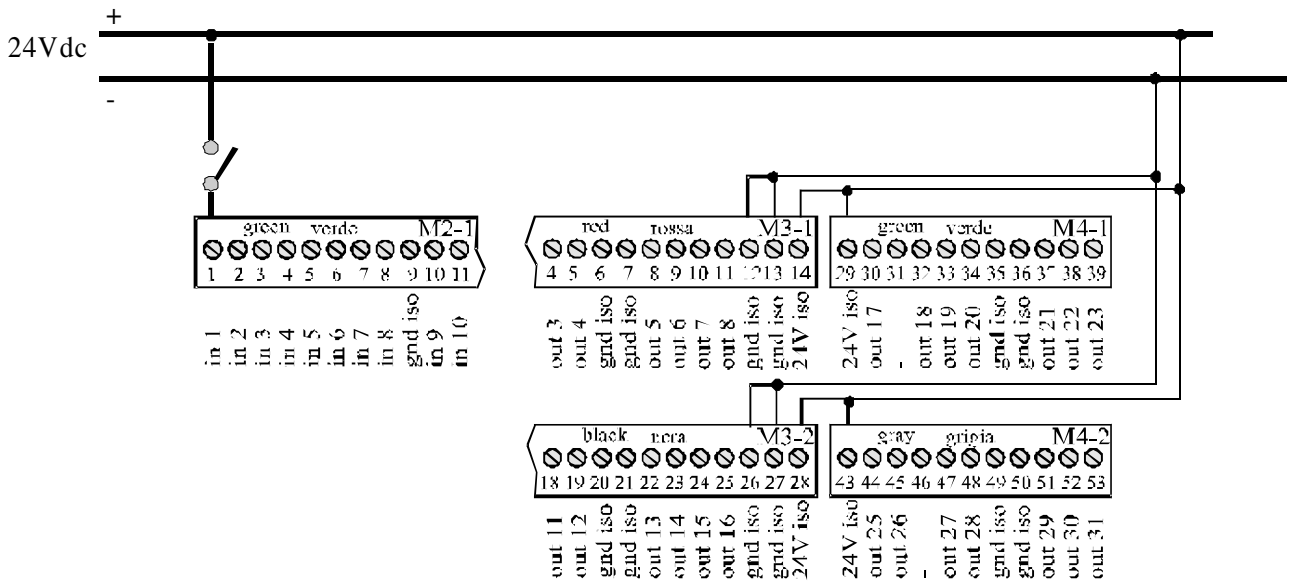 +
24Vdc
-
green verde M2-1
1 2 3 4 5 6 7 8 9 10 11
in 1
in 2
in 3
in 4
in 5
in 6
in 7
in 8
gnd iso
in 9
in 10
red rossa M3-1
4 5 6 7 8 9 10 11 12 13 14
out 3
out 4
gnd iso
gnd iso
out 5
out 6
out 7
out 8
gnd iso
gnd iso
24V iso
green verde M4-1
29 30 31 32 33 34 35 36 37 38 39
24V iso
out 17
-
out 18
out 19
out 20
gnd iso
gnd iso
out 21
out 22
out 23
black nera M3-2
18 19 20 21 22 23 24 25 26 27 28
out 11
out 12
gnd iso
gnd iso
out 13
out 14
out 15
out 16
gnd iso
gnd iso
24V iso
gray grigia M4-2
43 44 45 46 47 48 49 50 51 52 53
24V iso
out 25
out 26
-
out 27
out 28
gnd iso
gnd iso
out 29
out 30
out 31